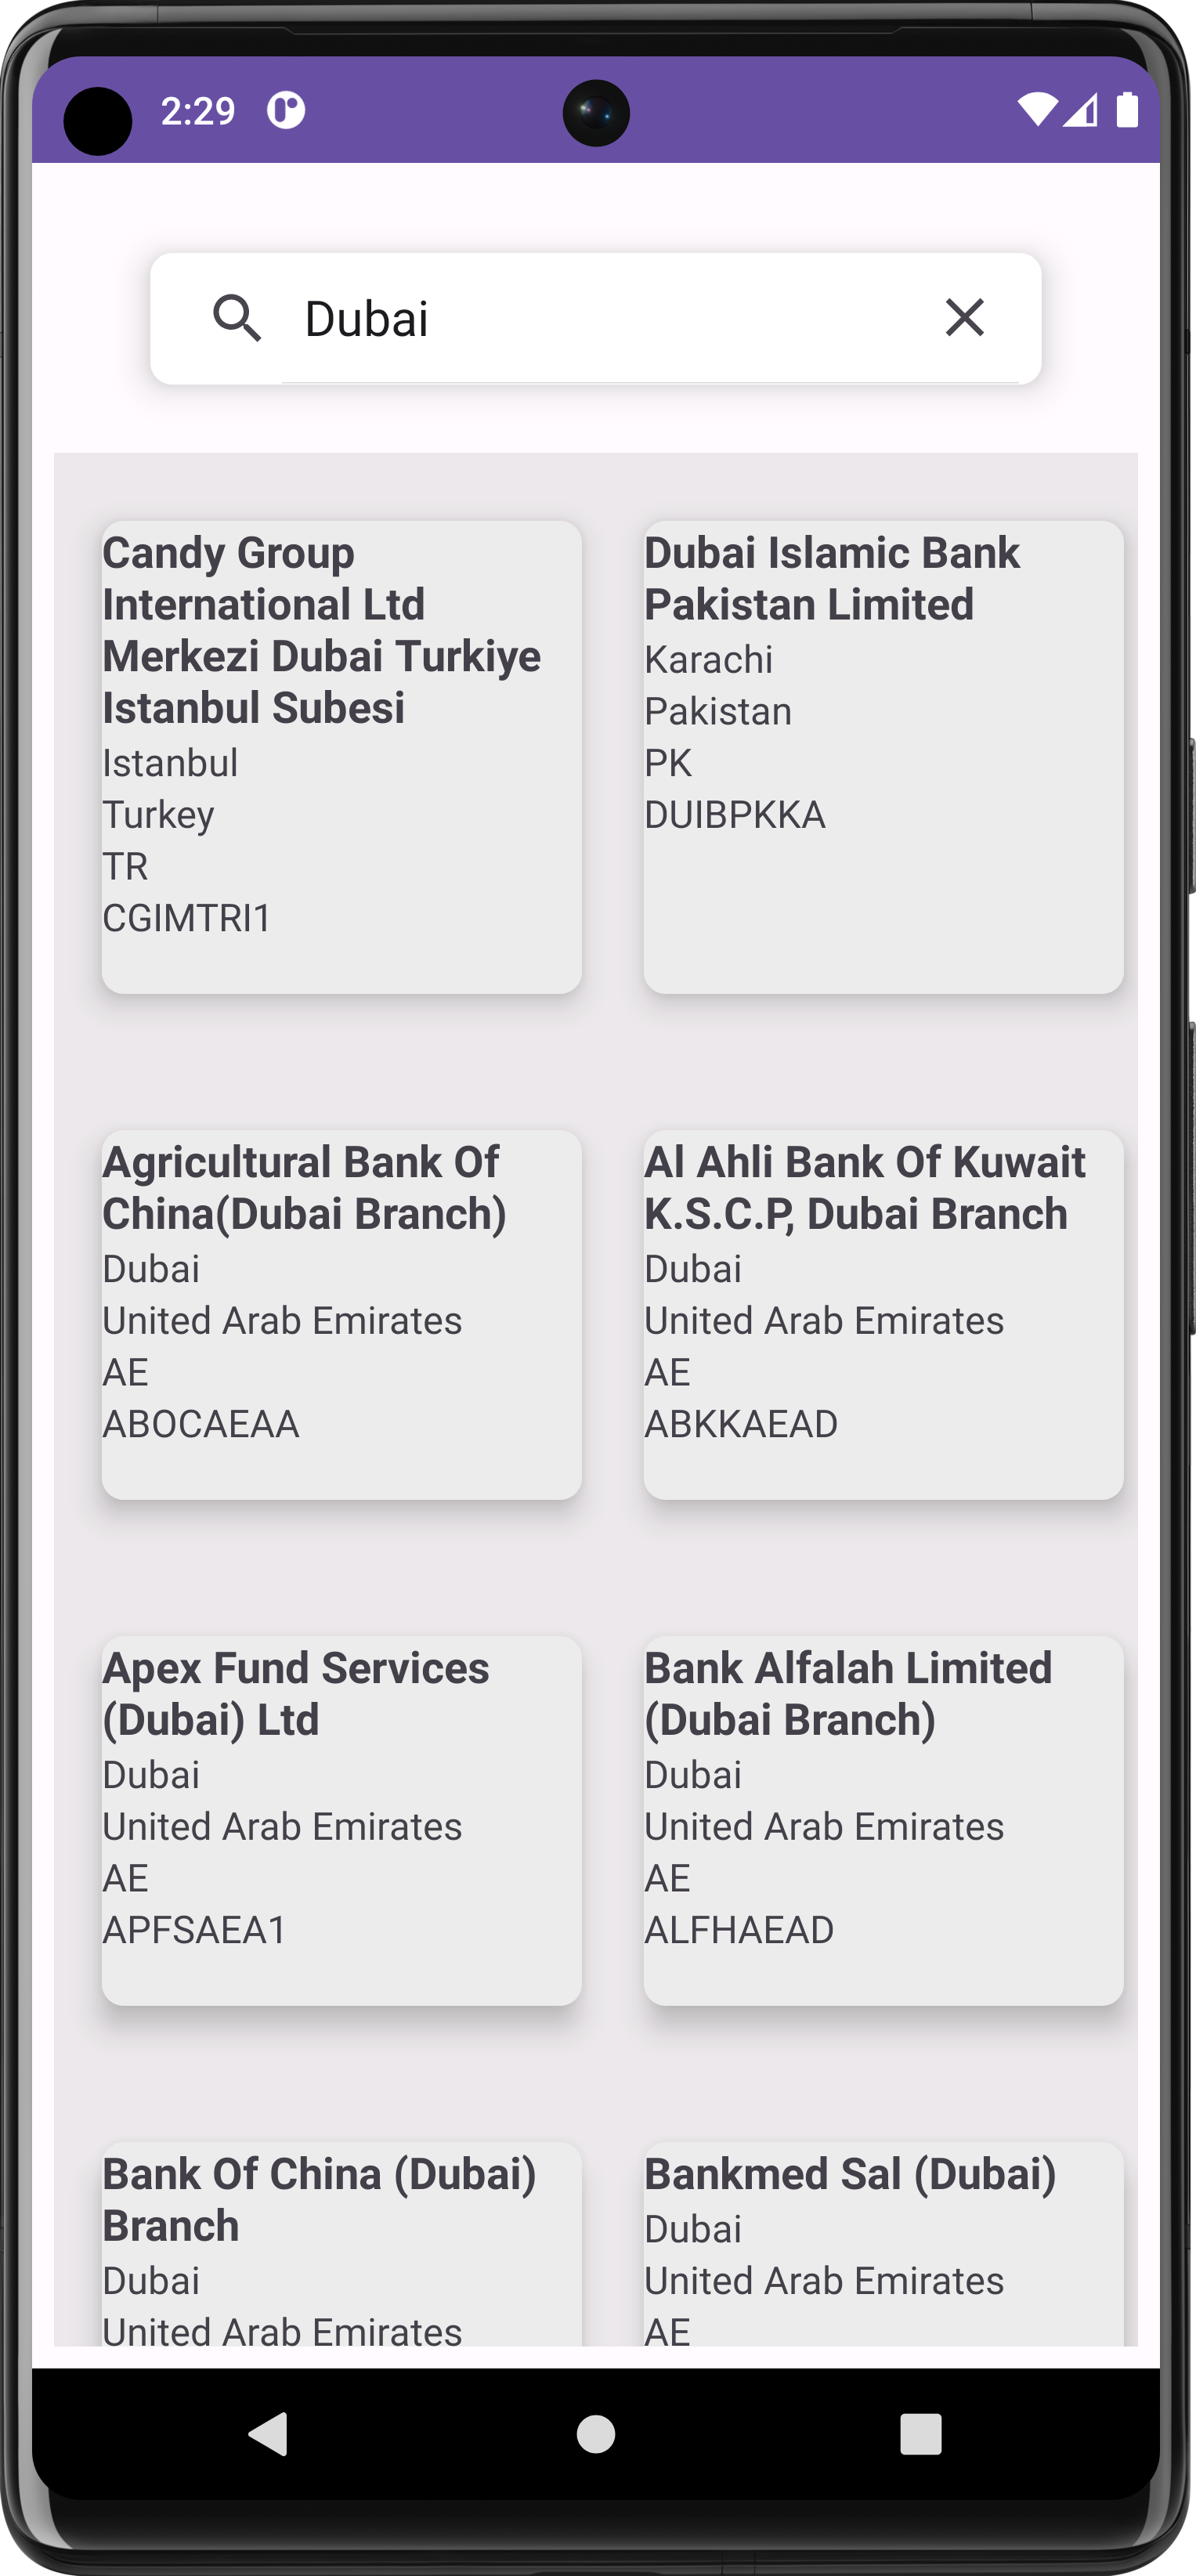 2:29
Dubai
Candy Group
International Ltd
Merkezi Dubai Turkiye
Istanbul Subesi
Istanbul
Turkey
TR
CGIMTRI1
Dubai Islamic Bank
Pakistan Limited
Karachi
Pakistan
PK
DUIBPKKA
Agricultural Bank Of
China(Dubai Branch)
Dubai
United Arab Emirates
AE
ABOCAEAA
Al Ahli Bank Of Kuwait
K.S.C.P, Dubai Branch
Dubai
United Arab Emirates
AE
ABKKAEAD
Apex Fund Services
(Dubai) Ltd
Dubai
United Arab Emirates
AE
APFSAEA1
Bank Alfalah Limited
(Dubai Branch)
Dubai
United Arab Emirates
AE
ALFHAEAD
Bank Of China (Dubai)
Branch
Dubai
United Arab Emirates
Bankmed Sal (Dubai)
Dubai
United Arab Emirates
AE